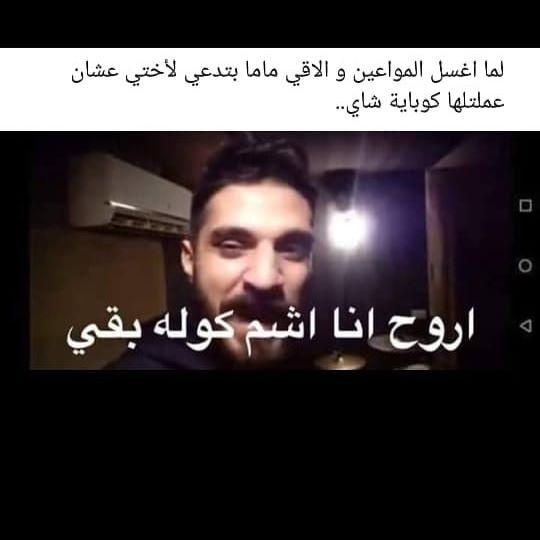 لما اغسل المواعين و الاقي ماما بتدعي لأختي عشان
عملتلها كوباية شاي..
اروح انا اشم كوله بقي